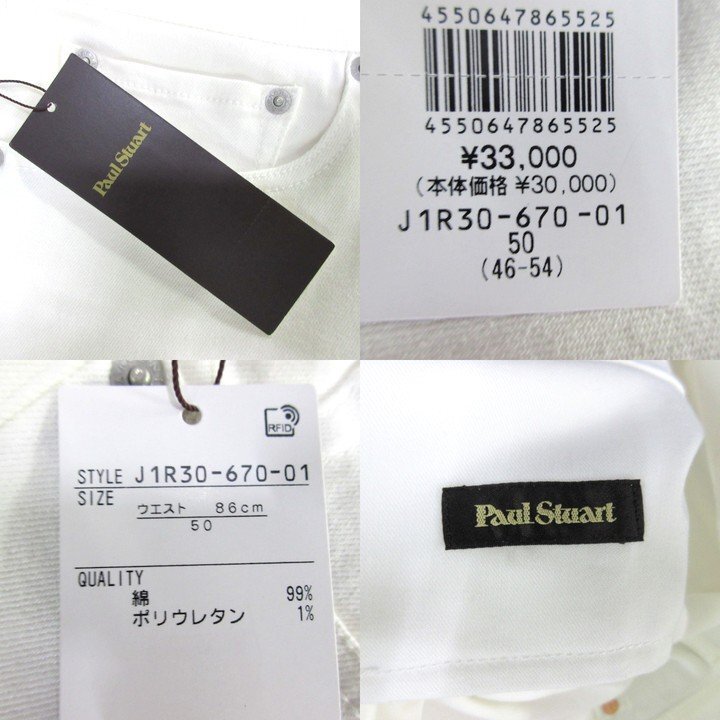 Paul Stuart
4550647865525
4550647865525
¥33,000
(本体価格 ¥30,000)
J1R30-670-01
50
(46-54)
RFID
STYLE J1R30-670-01
SIZE
ウエスト 86cm
50
QUALITY
綿 99%
ポリウレタン 1%
Paul Stuart